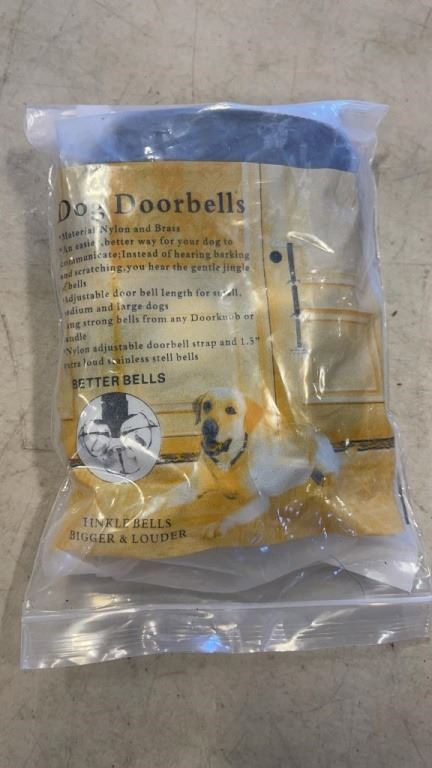 Dog Doorbells
*Material Nylon and Brass
better way for your dog to
communicate;Instead of hearing barking
and scratching,you hear the gentle jingle
of bells
Adjustable door bell length for small,
medium and large dogs
strong bells from any Doorknob or
Nylon adjustable doorbell strap and 1.5"
extra loud stainless stell bells
BETTER BELLS
TINKLE BELLS
BIGGER & LOUDER